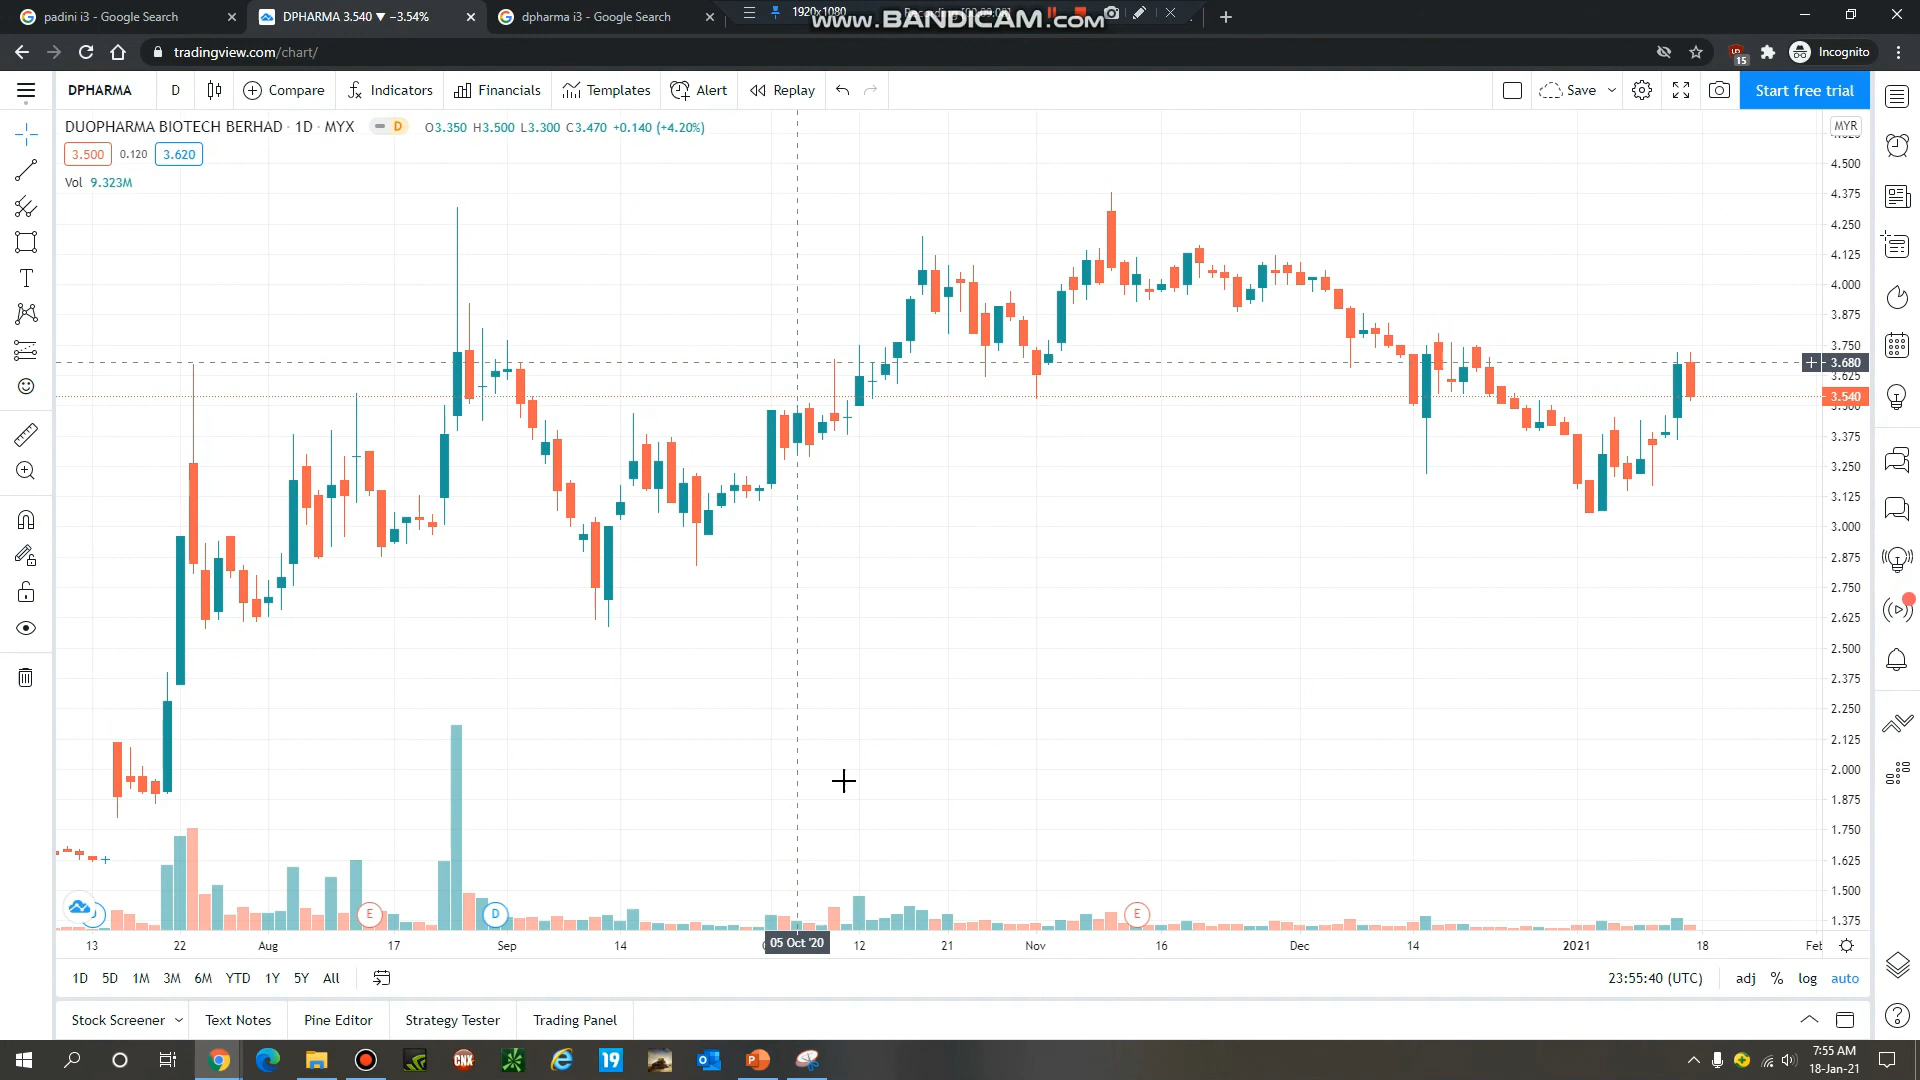 padini i3 - Google Search
DPHARMA 3.540 ▼ −3.54%
dpharma i3 - Google Search
1920x1080
www.BANDICAM.com
tradingview.com/chart/
15
Incognito
DPHARMA
D
Compare
Indicators
Financials
Templates
Alert
Replay
Save
Start free trial
DUOPHARMA BIOTECH BERHAD · 1D · MYX
D
O3.350 H3.500 L3.300 C3.470 +0.140 (+4.20%)
3.500
0.120
3.620
Vol 9.323M
MYR
4.500
4.375
4.250
4.125
4.000
3.875
3.750
3.680
3.625
3.540
3.500
3.375
3.250
3.125
3.000
2.875
2.750
2.625
2.500
2.375
2.250
2.125
2.000
1.875
1.750
1.625
1.500
1.375
E
D
E
13
22
Aug
17
Sep
14
05 Oct '20
12
21
Nov
16
Dec
14
2021
18
Feb
1D
5D
1M
3M
6M
YTD
1Y
5Y
All
23:55:40 (UTC)
adj
%
log
auto
Stock Screener
Text Notes
Pine Editor
Strategy Tester
Trading Panel
CNX
19
7:55 AM
18-Jan-21